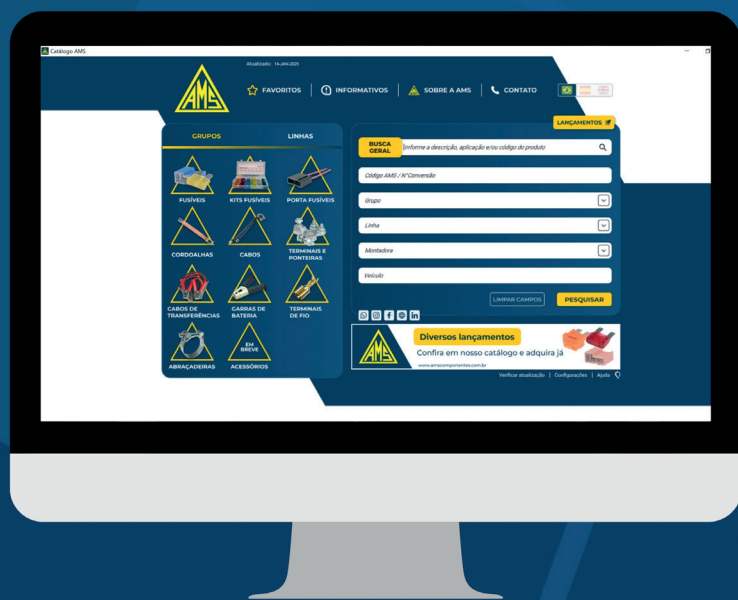 Catálogo AMS
Atualizado: 14-JAN-2025
AMS
FAVORITOS
INFORMATIVOS
SOBRE A AMS
CONTATO
LANÇAMENTOS
GRUPOS
LINHAS
FUSÍVEIS
KITS FUSÍVEIS
PORTA FUSÍVEIS
CORDOALHAS
CABOS
TERMINAIS E
PONTEIRAS
CABOS DE
TRANSFERÊNCIAS
GARRAS DE
BATERIA
TERMINAIS
DE FIO
ABRAÇADEIRAS
EM
BREVE
ACESSÓRIOS
BUSCA
GERAL
Informe a descrição, aplicação e/ou código do produto
Código AMS / N°Conversão
Grupo
Linha
Montadora
Veículo
LIMPAR CAMPOS
PESQUISAR
AMS
Diversos lançamentos
Confira em nosso catálogo e adquira já
www.amscomponentes.com.br
Verificar atualização | Configurações | Ajuda